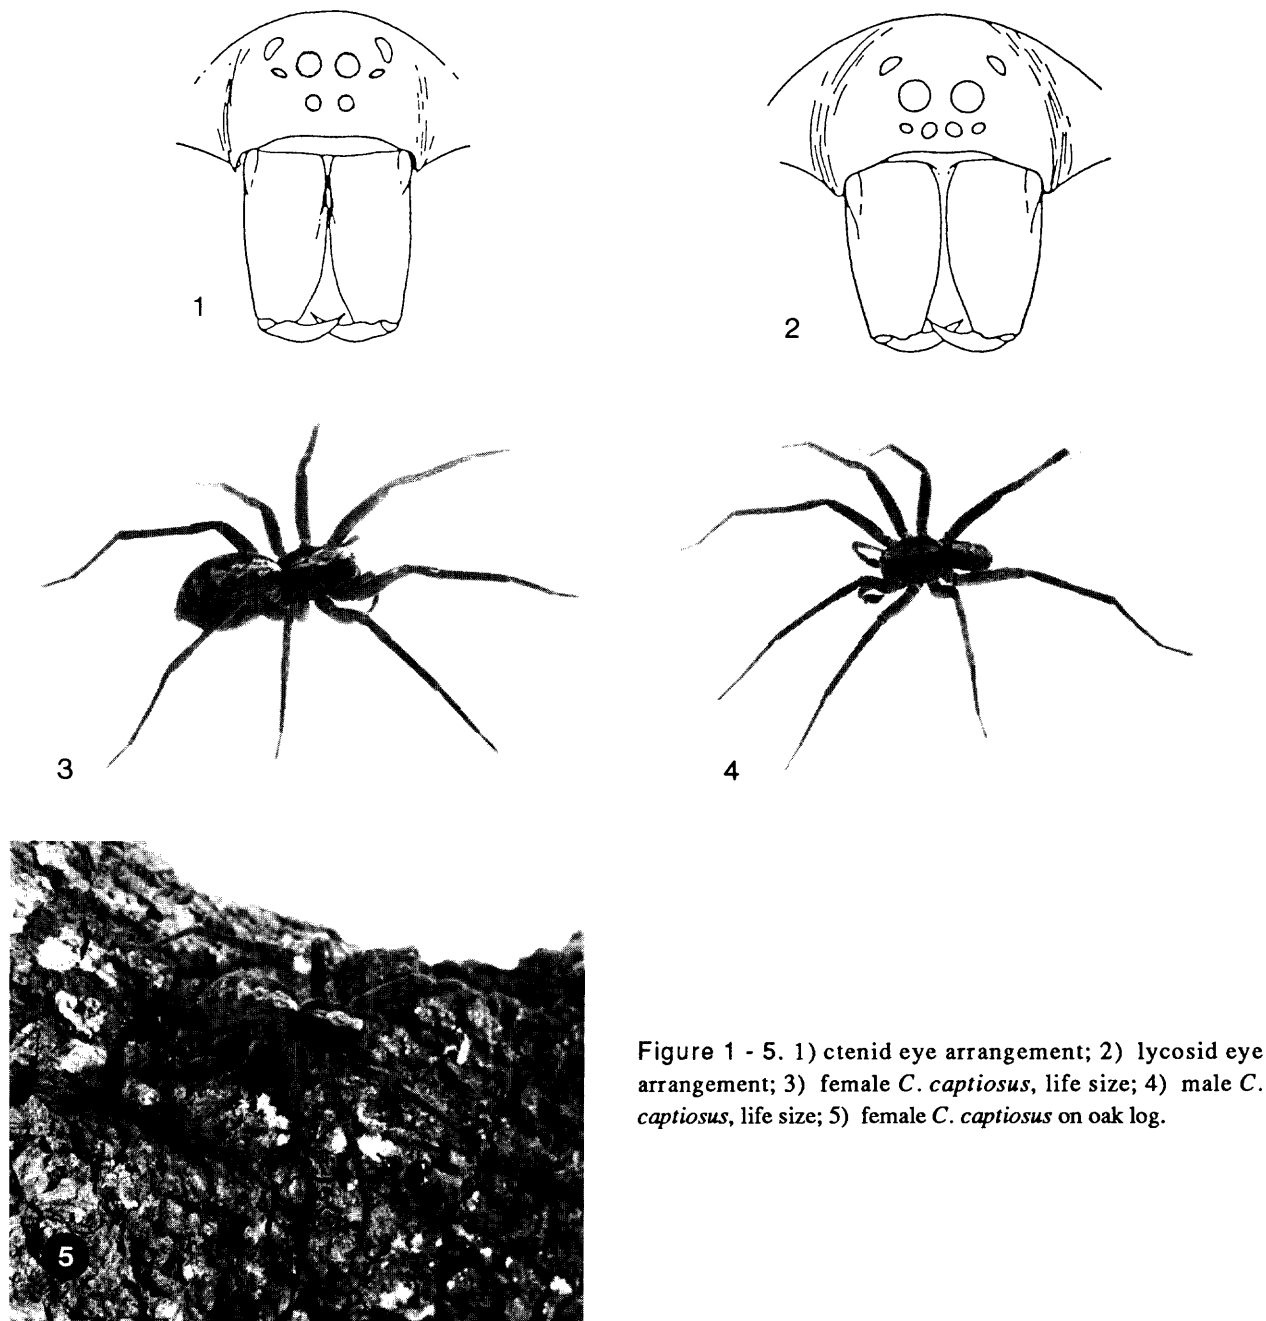 1
2
3
4
5
Figure 1 - 5. 1) ctenid eye arrangement; 2) lycosid eye
arrangement; 3) female C. captiosus, life size; 4) male C.
captiosus, life size; 5) female C. captiosus on oak log.